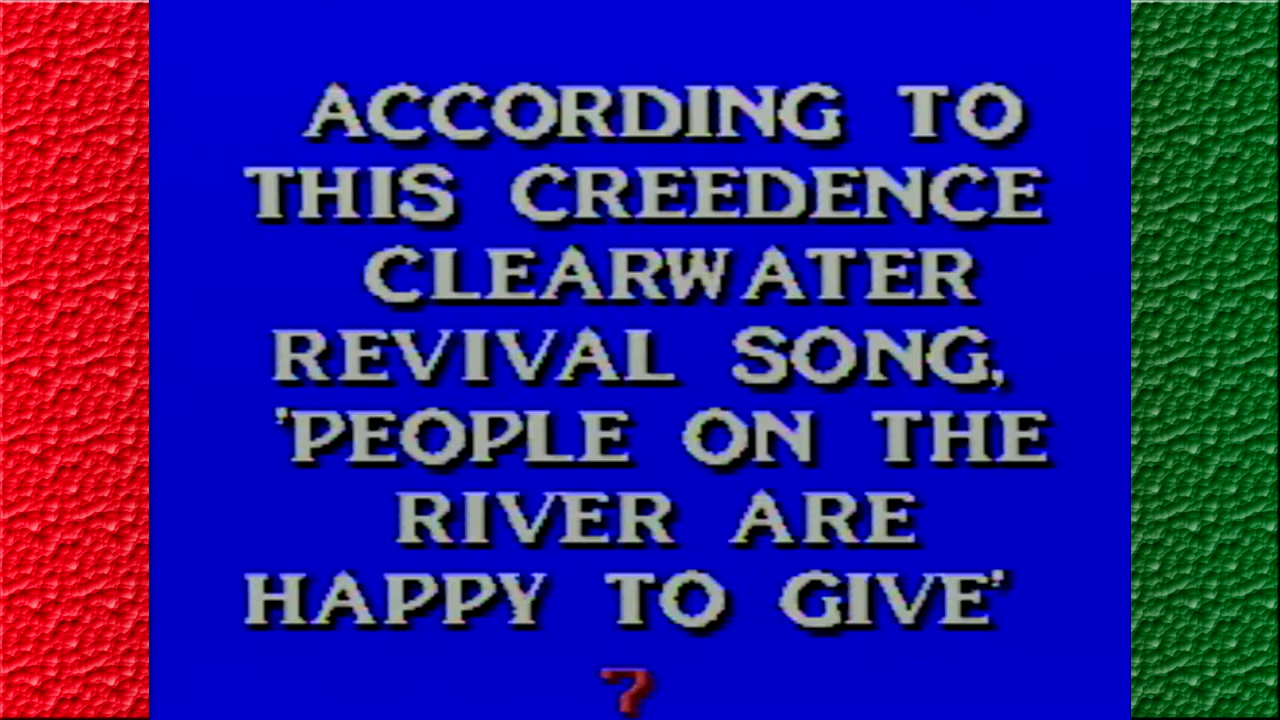 ACCORDING TO
THIS CREEDENCE
CLEARWATER
REVIVAL SONG,
'PEOPLE ON THE
RIVER ARE
HAPPY TO GIVE'
?